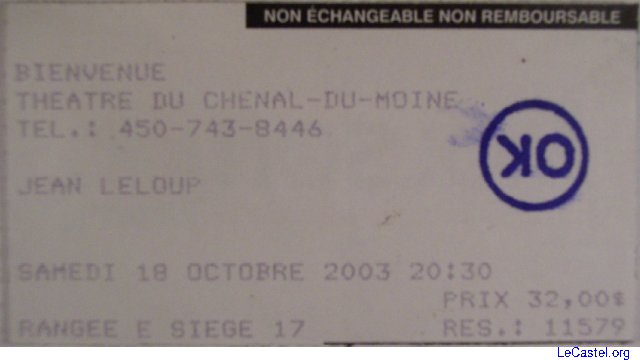 NON ÉCHANGEABLE NON REMBOURSABLE
BIENVENUE
THEATRE DU CHENAL-DU-MOINE
TEL.: 450-743-8446
OK
JEAN LELOUP
SAMEDI 18 OCTOBRE 2003 20:30
PRIX 32,00$
RANGEE E SIEGE 17 RES.: 11579
LeCastel.org